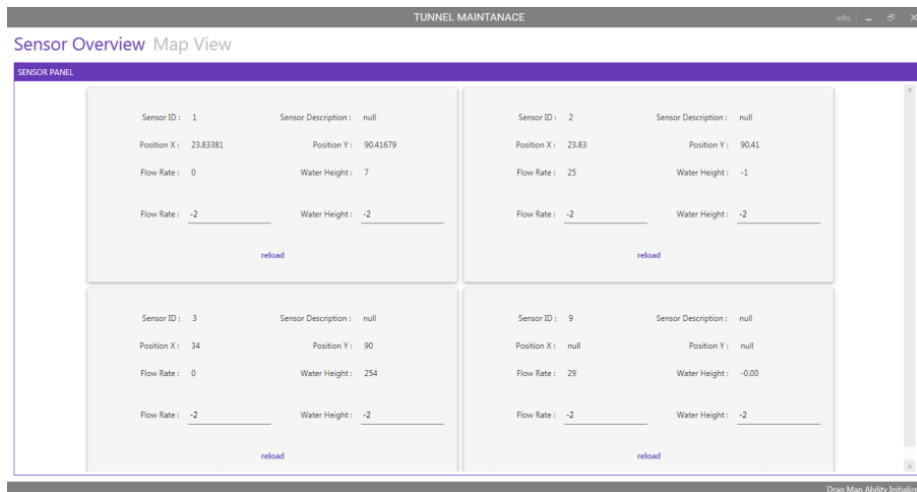 TUNNEL MAINTANACE
info
Sensor Overview Map View
SENSOR PANEL
Sensor ID : 1 Sensor Description : null
Position X : 23.83381 Position Y : 90.41679
Flow Rate : 0 Water Height : 7
Flow Rate : -2 Water Height : -2
reload
Sensor ID : 2 Sensor Description : null
Position X : 23.83 Position Y : 90.41
Flow Rate : 25 Water Height : -1
Flow Rate : -2 Water Height : -2
reload
Sensor ID : 3 Sensor Description : null
Position X : 34 Position Y : 90
Flow Rate : 0 Water Height : 254
Flow Rate : -2 Water Height : -2
reload
Sensor ID : 9 Sensor Description : null
Position X : null Position Y : null
Flow Rate : 29 Water Height : -0.00
Flow Rate : -2 Water Height : -2
reload
Drag Map Ability